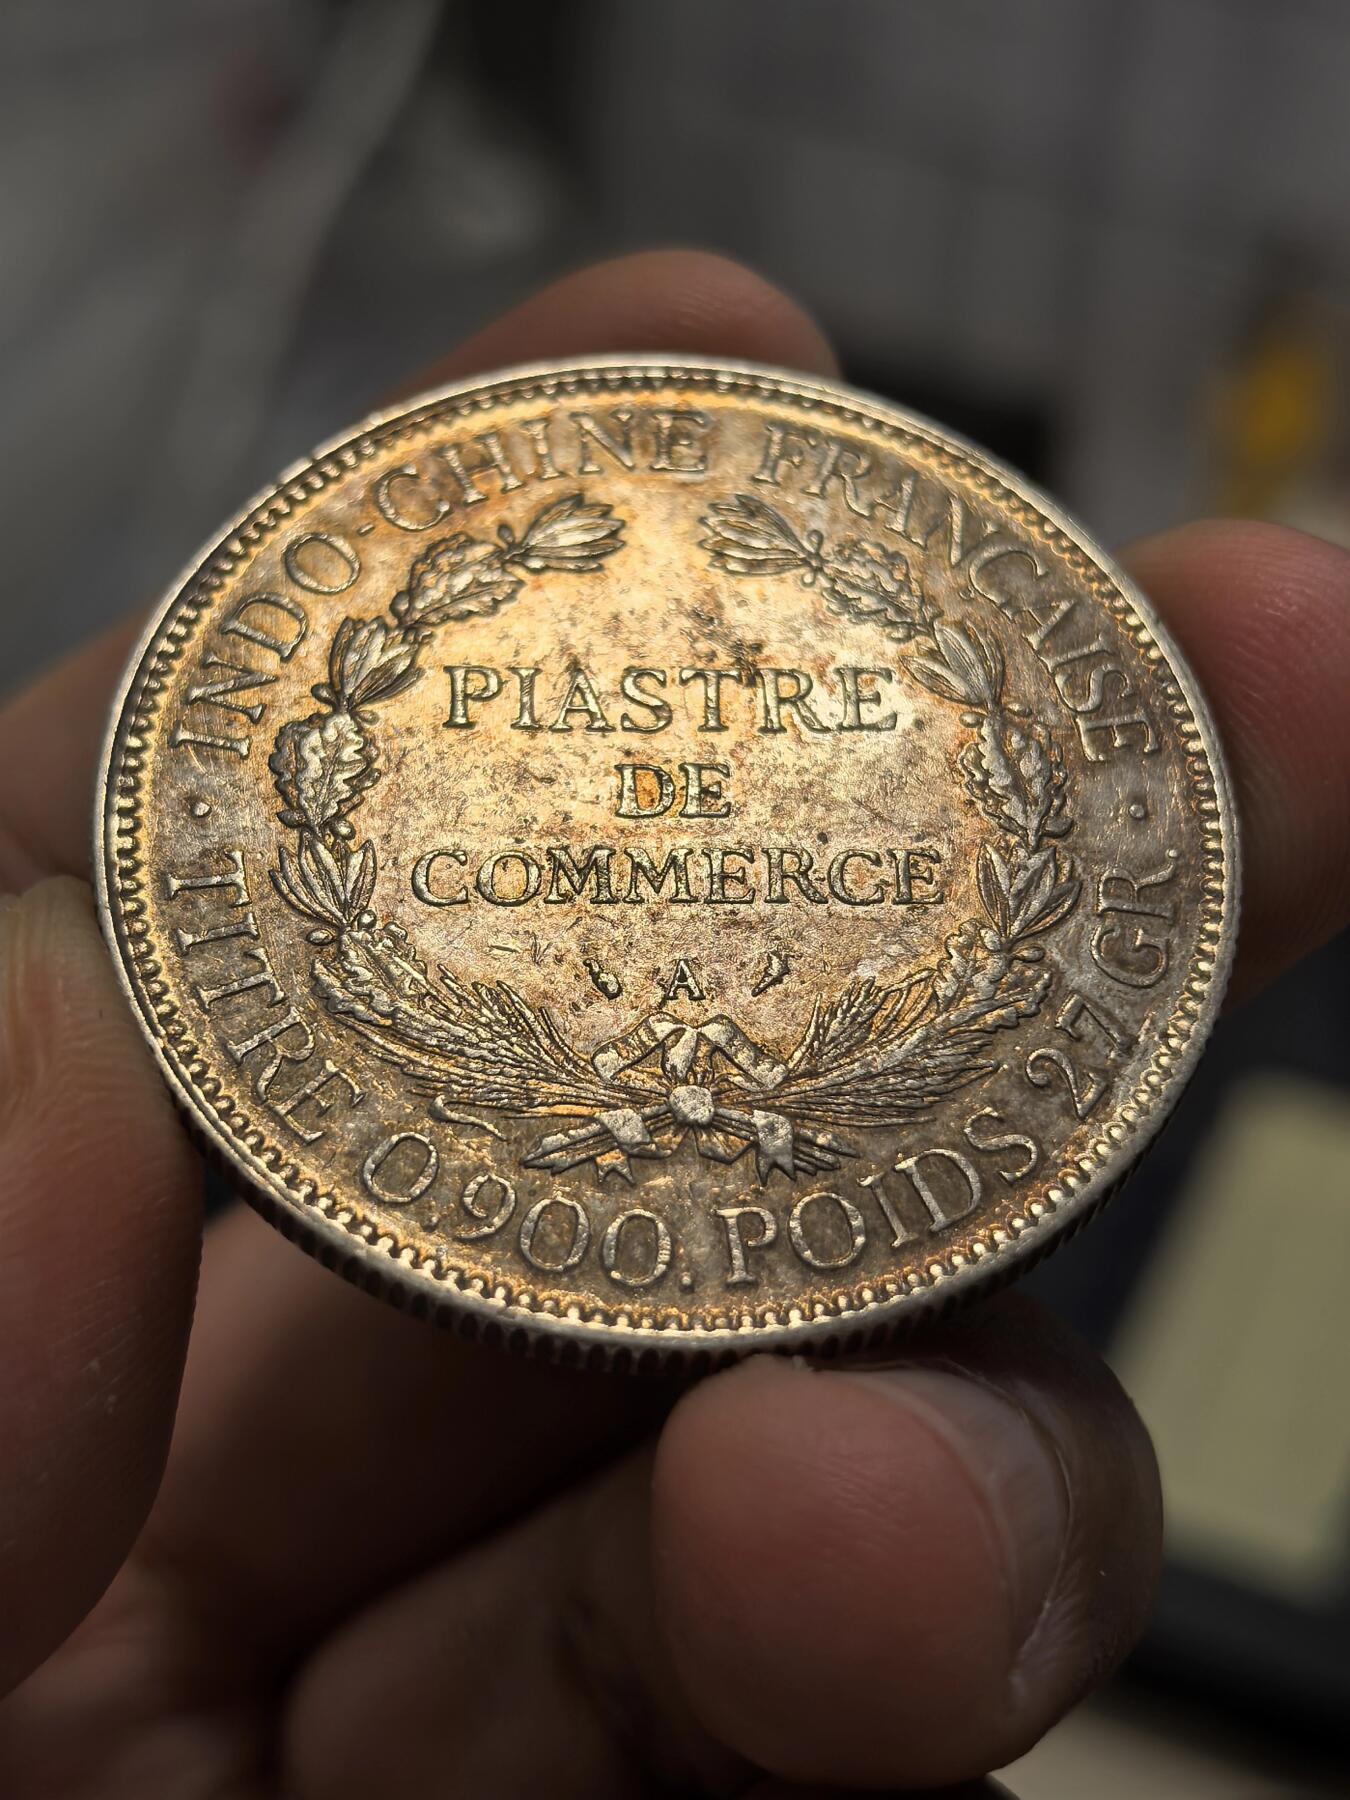 INDO-CHINE FRANÇAISE
PIASTRE
DE
COMMERCE
A
TITRE 0.900. POIDS 27 GR.